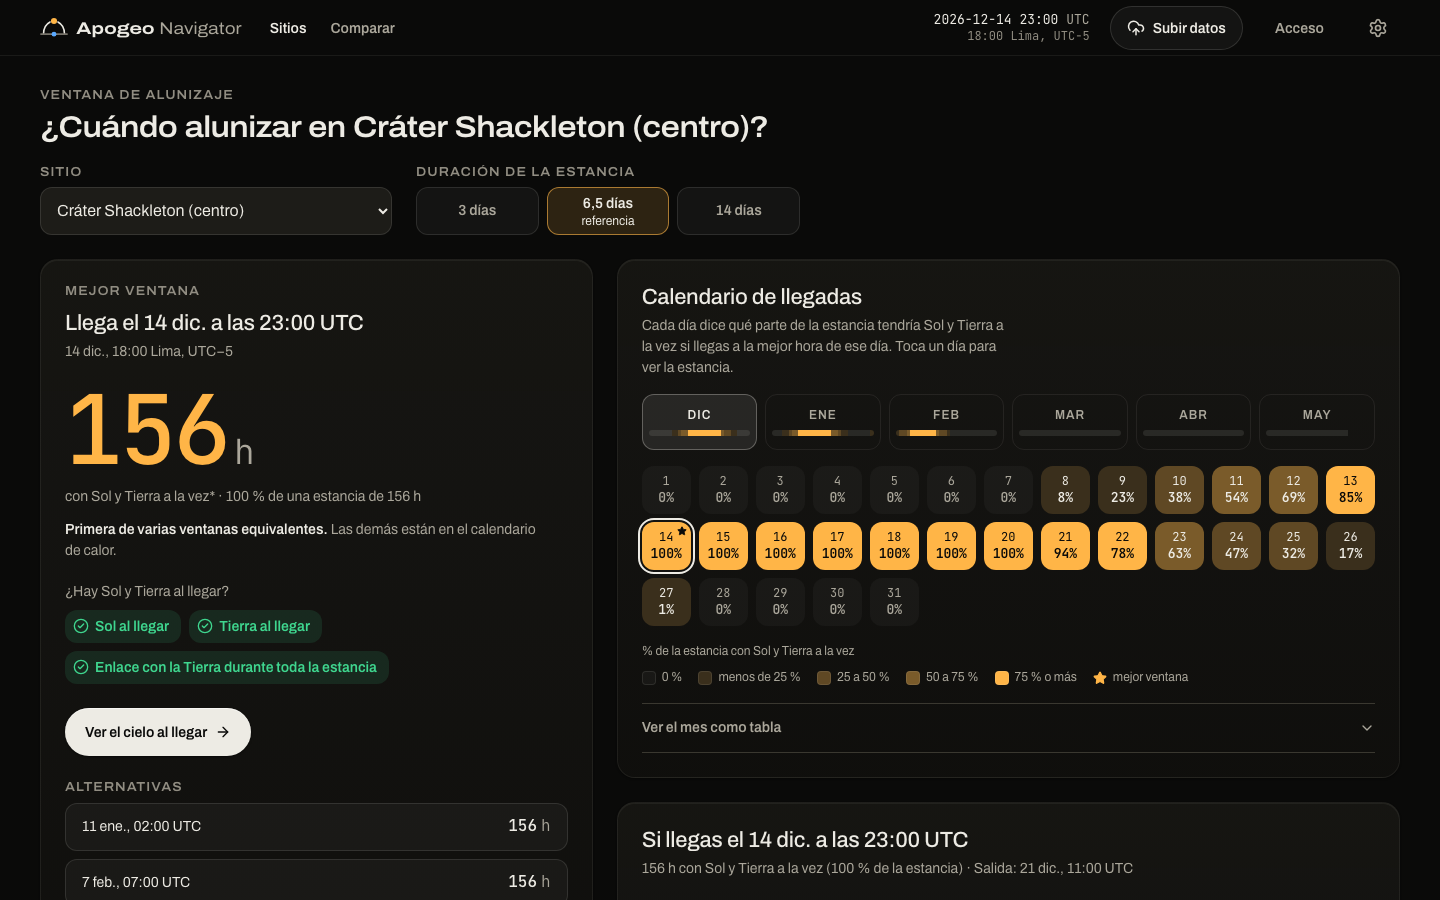 Apogeo Navigator
Sitios
Comparar
2026-12-14 23:00 UTC
18:00 Lima, UTC-5
Subir datos
Acceso
VENTANA DE ALUNIZAJE
¿Cuándo alunizar en Cráter Shackleton (centro)?
SITIO
DURACIÓN DE LA ESTANCIA
Cráter Shackleton (centro)
3 días
6,5 días
referencia
14 días
MEJOR VENTANA
Llega el 14 dic. a las 23:00 UTC
14 dic., 18:00 Lima, UTC−5
156 h
con Sol y Tierra a la vez* · 100 % de una estancia de 156 h
Primera de varias ventanas equivalentes. Las demás están en el calendario
de calor.
¿Hay Sol y Tierra al llegar?
Sol al llegar
Tierra al llegar
Enlace con la Tierra durante toda la estancia
Ver el cielo al llegar
ALTERNATIVAS
11 ene., 02:00 UTC 156 h
7 feb., 07:00 UTC 156 h
Calendario de llegadas
Cada día dice qué parte de la estancia tendría Sol y Tierra a
la vez si llegas a la mejor hora de ese día. Toca un día para
ver la estancia.
DIC ENE FEB MAR ABR MAY
1 2 3 4 5 6 7 8 9 10 11 12 13
0% 0% 0% 0% 0% 0% 0% 8% 23% 38% 54% 69% 85%
14 15 16 17 18 19 20 21 22 23 24 25 26
100% 100% 100% 100% 100% 100% 100% 94% 78% 63% 47% 32% 17%
27 28 29 30 31
1% 0% 0% 0% 0%
% de la estancia con Sol y Tierra a la vez
0 % menos de 25 % 25 a 50 % 50 a 75 % 75 % o más mejor ventana
Ver el mes como tabla
Si llegas el 14 dic. a las 23:00 UTC
156 h con Sol y Tierra a la vez (100 % de la estancia) · Salida: 21 dic., 11:00 UTC